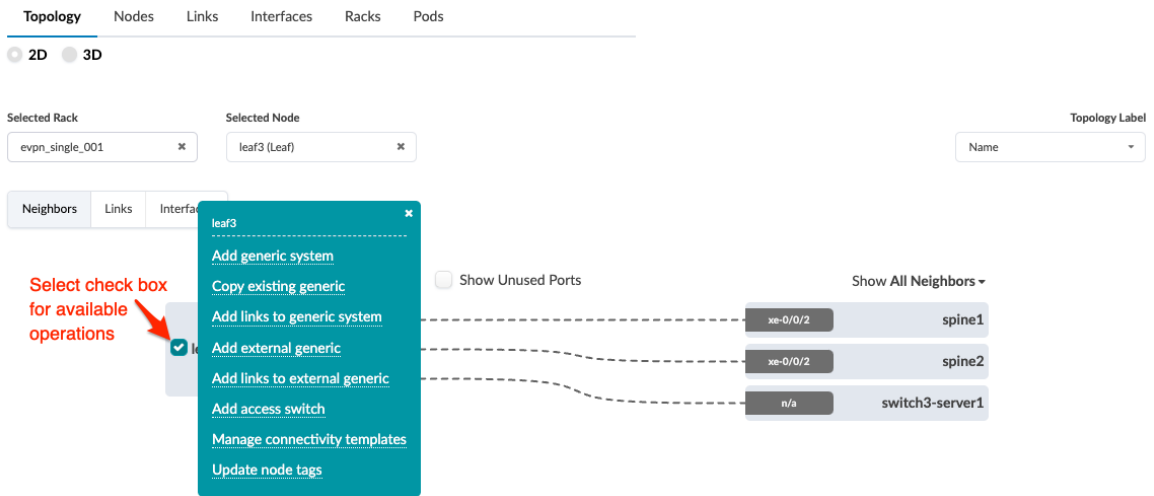 Topology Nodes Links Interfaces Racks Pods
2D 3D
Selected Rack Selected Node Topology Label
evpn_single_001 leaf3 (Leaf) Name
Neighbors Links
leaf3
Add generic system
Copy existing generic
Add links to generic system
Add external generic
Add links to external generic
Add access switch
Manage connectivity templates
Update node tags
Show Unused Ports Show All Neighbors
Select check box
for available
operations
xe-0/0/2 spine1
xe-0/0/2 spine2
n/a switch3-server1